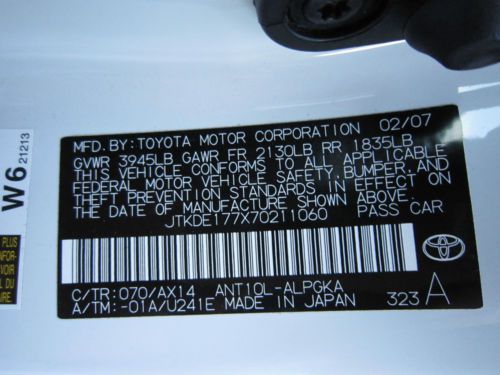 MFD. BY: TOYOTA MOTOR CORPORATION 02/07
GVWR 3945LB GAWR FR 2130LB RR 1835LB
THIS VEHICLE CONFORMS TO ALL APPLICABLE
FEDERAL MOTOR VEHICLE SAFETY, BUMPER, AND
THEFT PREVENTION STANDARDS IN EFFECT ON
THE DATE OF MANUFACTURE SHOWN ABOVE.
JTKDE177X70211060 PASS CAR
TOYOTA
C/TR: 070/AX14 ANT10L-ALPGKA
A/TM: -01A/U241E MADE IN JAPAN 323 A
W6 21213
PLUS